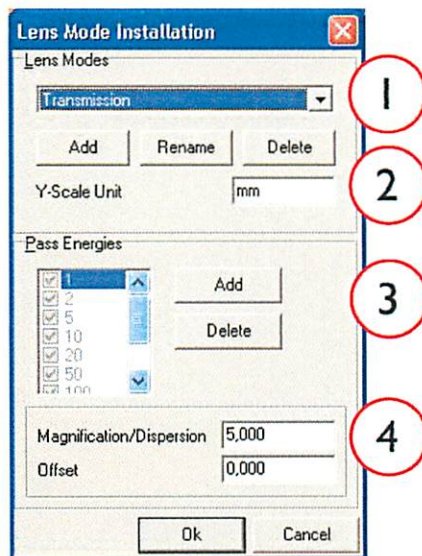 Lens Mode Installation
Lens Modes
Transmission
1
Add Rename Delete
2
Y-Scale Unit mm
Pass Energies
1
2
5
10
20
50
100
Add
Delete
3
Magnification/Dispersion 5,000
4
Offset 0,000
Ok Cancel